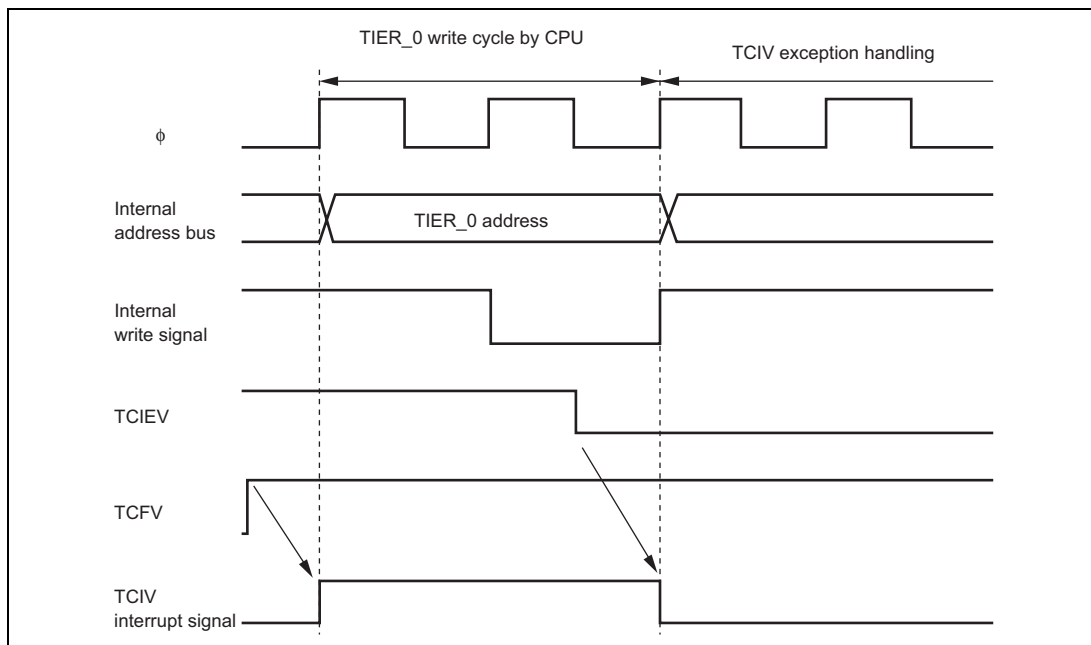 TIER_0 write cycle by CPU
TCIV exception handling
ϕ
Internal
address bus
TIER_0 address
Internal
write signal
TCIEV
TCFV
TCIV
interrupt signal